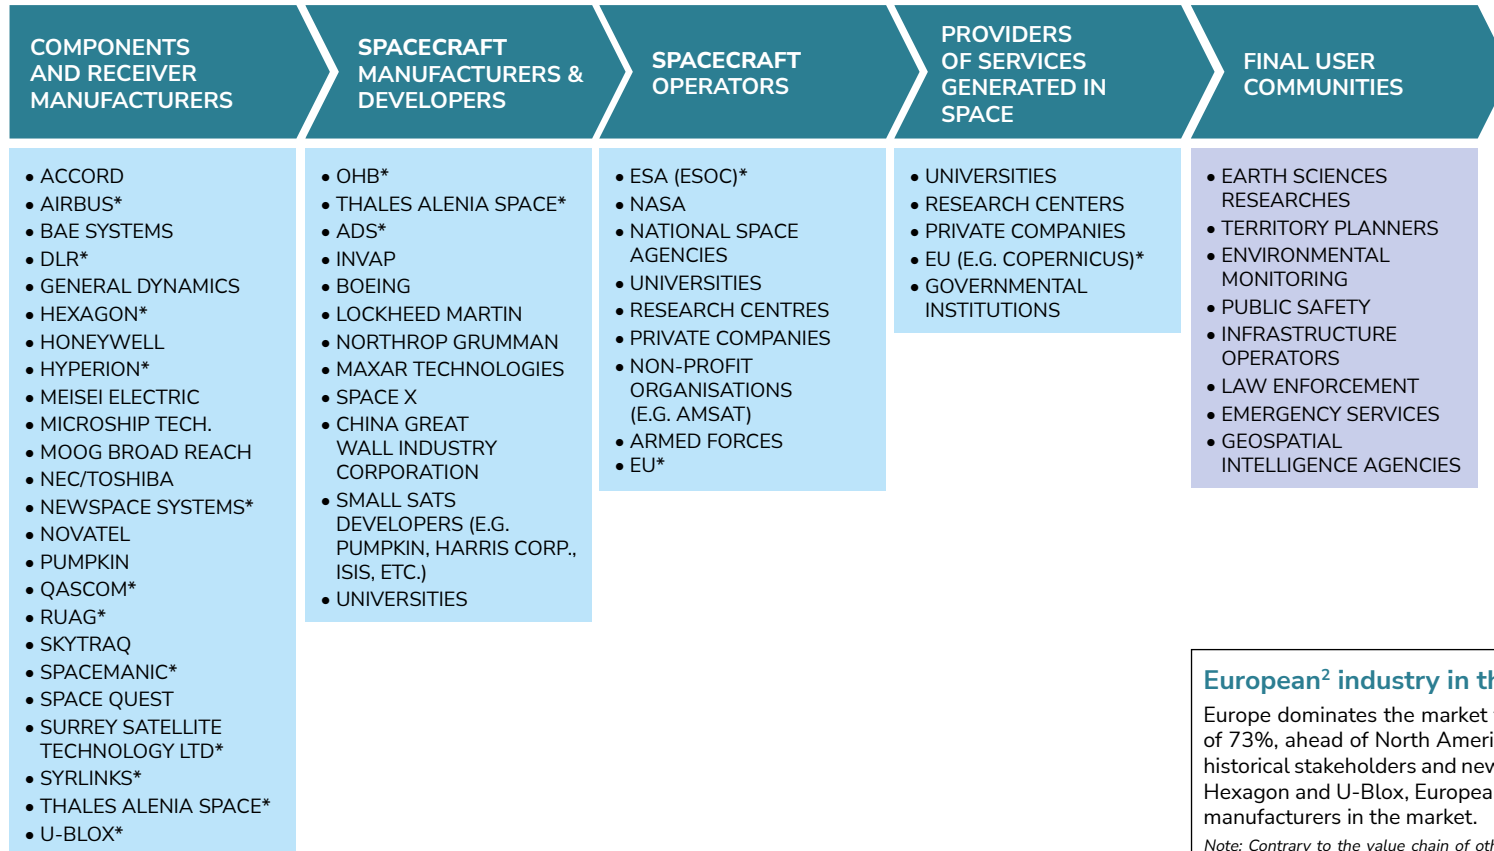 COMPONENTS
AND RECEIVER
MANUFACTURERS
SPACECRAFT
MANUFACTURERS &
DEVELOPERS
SPACECRAFT
OPERATORS
PROVIDERS
OF SERVICES
GENERATED IN
SPACE
FINAL USER
COMMUNITIES
• ACCORD
• AIRBUS*
• BAE SYSTEMS
• DLR*
• GENERAL DYNAMICS
• HEXAGON*
• HONEYWELL
• HYPERION*
• MEISEI ELECTRIC
• MICROSHIP TECH.
• MOOG BROAD REACH
• NEC/TOSHIBA
• NEWSPACE SYSTEMS*
• NOVATEL
• PUMPKIN
• QASCOM*
• RUAG*
• SKYTRAQ
• SPACEMANIC*
• SPACE QUEST
• SURREY SATELLITE
TECHNOLOGY LTD*
• SYRLINKS*
• THALES ALENIA SPACE*
• U-BLOX*
• OHB*
• THALES ALENIA SPACE*
• ADS*
• INVAP
• BOEING
• LOCKHEED MARTIN
• NORTHROP GRUMMAN
• MAXAR TECHNOLOGIES
• SPACE X
• CHINA GREAT
WALL INDUSTRY
CORPORATION
• SMALL SATS
DEVELOPERS (E.G.
PUMPKIN, HARRIS CORP.,
ISIS, ETC.)
• UNIVERSITIES
• ESA (ESOC)*
• NASA
• NATIONAL SPACE
AGENCIES
• UNIVERSITIES
• RESEARCH CENTRES
• PRIVATE COMPANIES
• NON-PROFIT
ORGANISATIONS
(E.G. AMSAT)
• ARMED FORCES
• EU*
• UNIVERSITIES
• RESEARCH CENTERS
• PRIVATE COMPANIES
• EU (E.G. COPERNICUS)*
• GOVERNMENTAL
INSTITUTIONS
• EARTH SCIENCES
RESEARCHES
• TERRITORY PLANNERS
• ENVIRONMENTAL
MONITORING
• PUBLIC SAFETY
• INFRASTRUCTURE
OPERATORS
• LAW ENFORCEMENT
• EMERGENCY SERVICES
• GEOSPATIAL
INTELLIGENCE AGENCIES
European² industry in
Europe dominates the market
of 73%, ahead of North
historical stakeholders and
Hexagon and U-Blox,
manufacturers in the market.
Note: Contrary to the value chain of